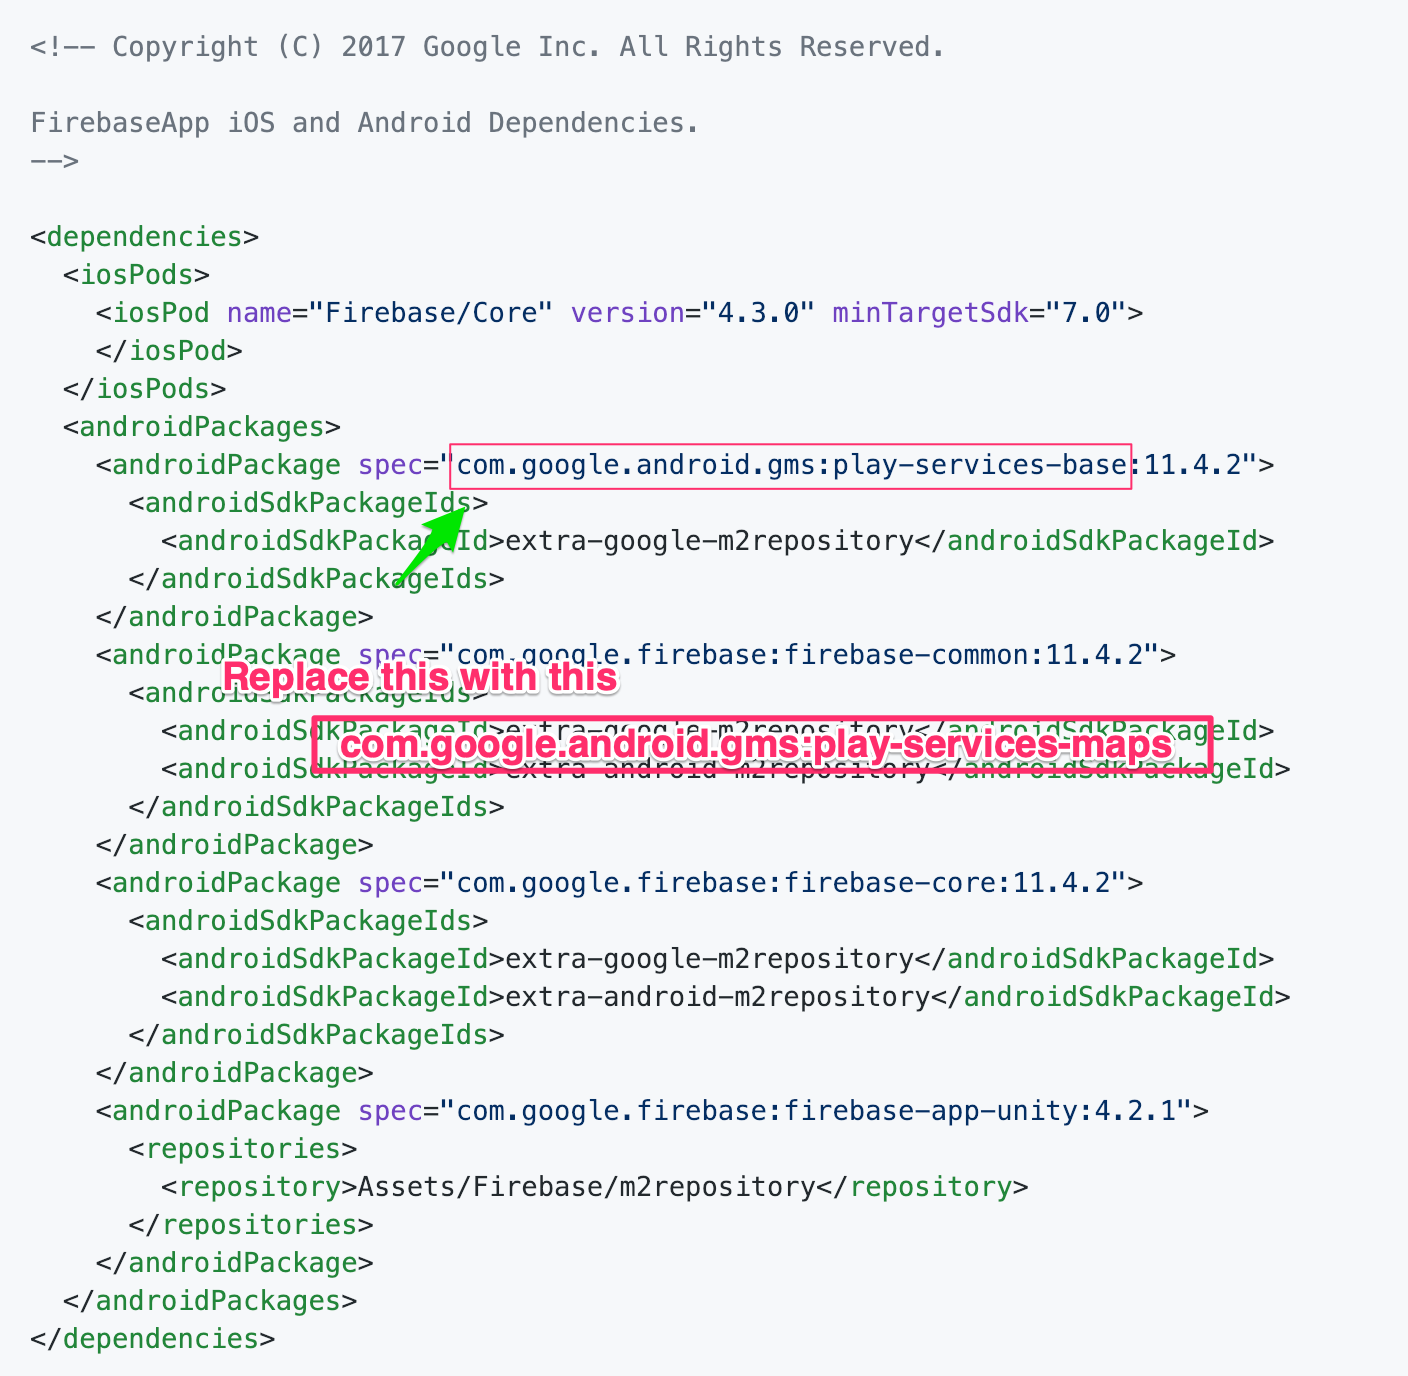 <!-- Copyright (C) 2017 Google Inc. All Rights Reserved.
FirebaseApp iOS and Android Dependencies.
-->
<dependencies>
  <iosPods>
    <iosPod name="Firebase/Core" version="4.3.0" minTargetSdk="7.0">
    </iosPod>
  </iosPods>
  <androidPackages>
    <androidPackage spec="com.google.android.gms:play-services-base:11.4.2">
      <androidSdkPackageIds>
        <androidSdkPackageId>extra-google-m2repository</androidSdkPackageId>
      </androidSdkPackageIds>
    </androidPackage>
    <androidPackage spec="com.google.firebase:firebase-common:11.4.2">
Replace this with this
      <androidSdkPackageIds>
        <androidSdkPackageId>extra-google-m2repository</androidSdkPackageId>
com.google.android.gms:play-services-maps
        <androidSdkPackageId>extra-android-m2repository</androidSdkPackageId>
      </androidSdkPackageIds>
    </androidPackage>
    <androidPackage spec="com.google.firebase:firebase-core:11.4.2">
      <androidSdkPackageIds>
        <androidSdkPackageId>extra-google-m2repository</androidSdkPackageId>
        <androidSdkPackageId>extra-android-m2repository</androidSdkPackageId>
      </androidSdkPackageIds>
    </androidPackage>
    <androidPackage spec="com.google.firebase:firebase-app-unity:4.2.1">
      <repositories>
        <repository>Assets/Firebase/m2repository</repository>
      </repositories>
    </androidPackage>
  </androidPackages>
</dependencies>